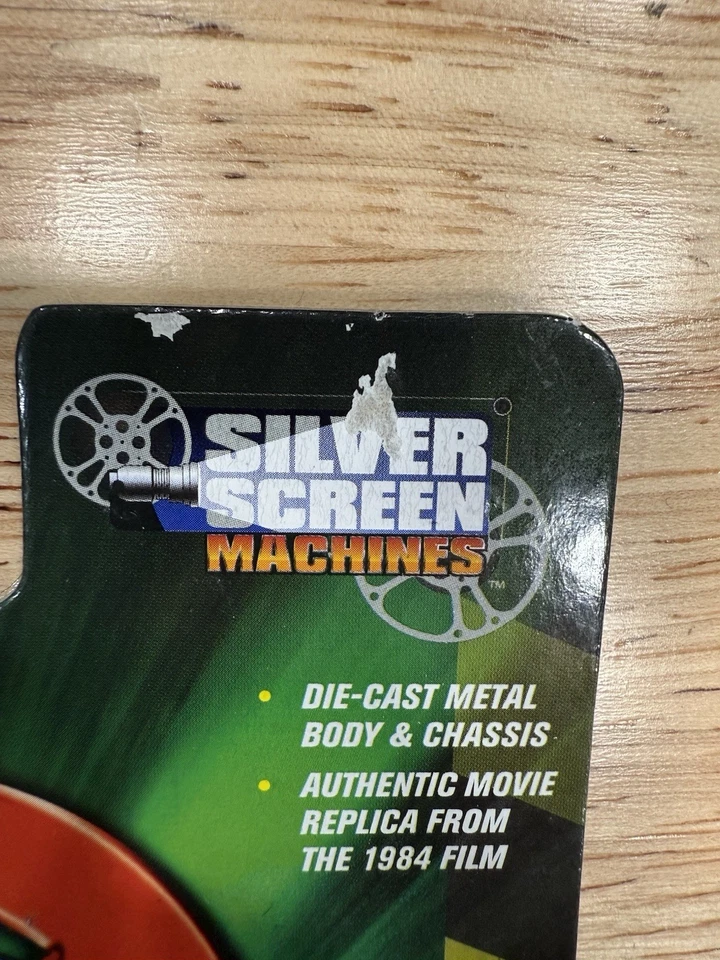 SILVER
SCREEN
MACHINES
™
• DIE-CAST METAL
BODY & CHASSIS
• AUTHENTIC MOVIE
REPLICA FROM
THE 1984 FILM